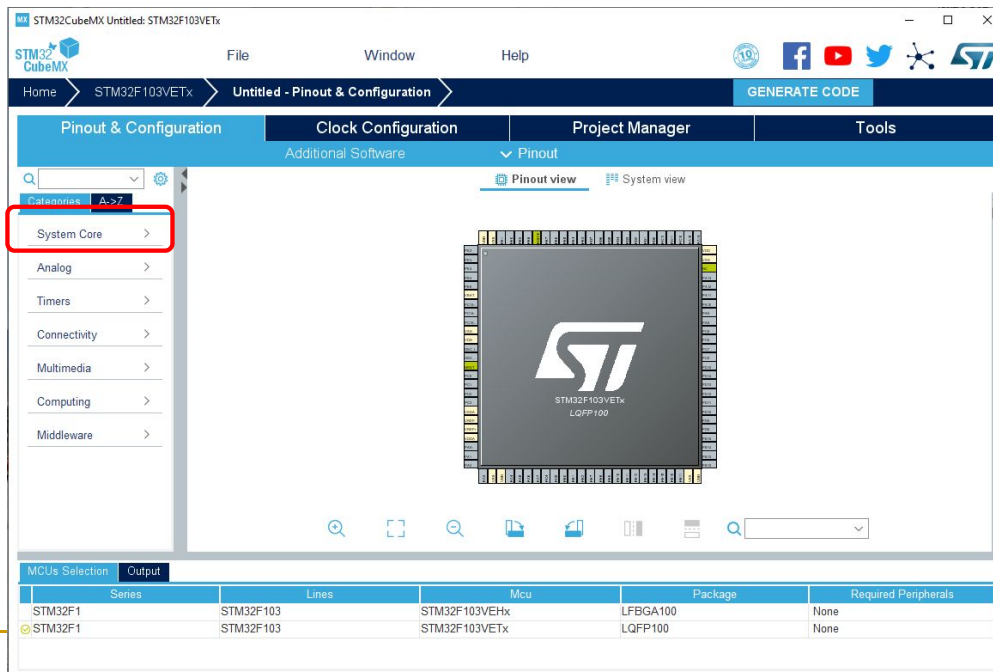 MX STM32CubeMX Untitled: STM32F103VETx
STM32
CubeMX
File Window Help
10
Home STM32F103VETx Untitled - Pinout & Configuration GENERATE CODE
Pinout & Configuration Clock Configuration Project Manager Tools
Additional Software Pinout
Pinout view System view
Categories A->Z
System Core
Analog
Timers
Connectivity
Multimedia
Computing
Middleware
STM32F103VETx
LQFP100
MCUs Selection Output
Series Lines Mcu Package Required Peripherals
STM32F1 STM32F103 STM32F103VEHx LFBGA100 None
STM32F1 STM32F103 STM32F103VETx LQFP100 None